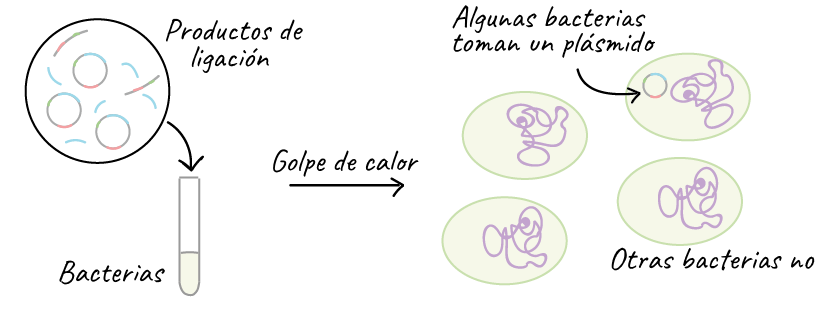 Productos de
ligación
Bacterias
Golpe de calor
Algunas bacterias
toman un plásmido
Otras bacterias no